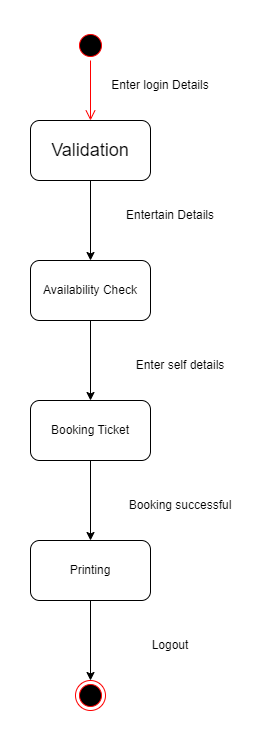 Enter login Details
Validation
Entertain Details
Availability Check
Enter self details
Booking Ticket
Booking successful
Printing
Logout